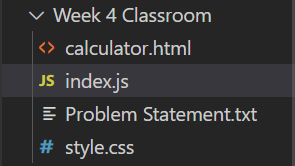 Week 4 Classroom
<> calculator.html
JS index.js
Problem Statement.txt
# style.css